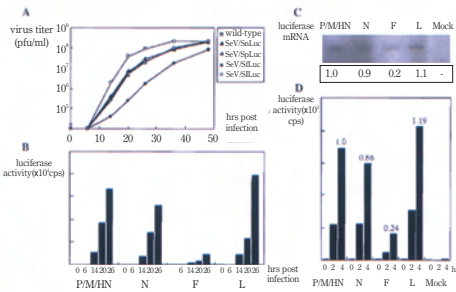 A
virus titer
(pfu/ml)
10⁹
10⁸
10⁷
10⁶
10⁵
0 20 30 40 50
hrs post
infection
wild-type
SeV/SnLuc
SeV/SpLuc
SeV/SfLuc
SeV/SlLuc
B
luciferase
activity(x10⁶cps)
0 6 14 20 26 0 6 14 20 26 0 6 14 20 26 0 6 14 20 26
P/M/HN N F L
hrs post
infection
C
luciferase
mRNA
P/M/HN N F L Mock
1.0 0.9 0.2 1.1 -
D
luciferase
activity(x10³
cps)
1.0
0.86
0.24
1.19
0 2 4 0 2 4 0 2 4 0 2 4 0 2 4 h
P/M/HN N F L Mock